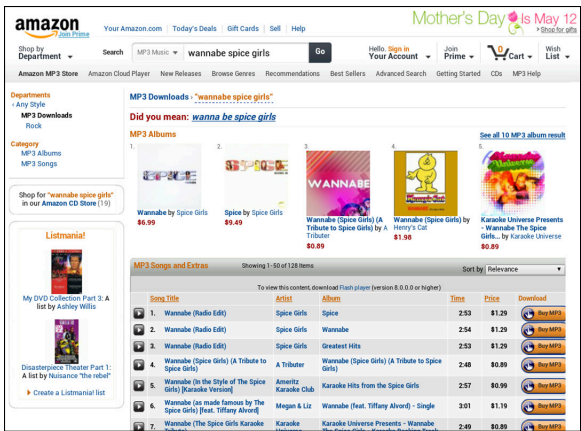 amazon
Join Prime
Your Amazon.com Today's Deals Gift Cards Sell Help
Mother's Day Is May 12
Shop for gifts
Shop by
Department
Search
MP3 Music
wannabe spice girls
Go
Hello. Sign in
Your Account
Join
Prime
0
Cart
Wish
List
Amazon MP3 Store Amazon Cloud Player New Releases Browse Genres Recommendations Best Sellers Advanced Search Getting Started CDs MP3 Help
Departments
‹ Any Style
MP3 Downloads
Rock
Category
MP3 Albums
MP3 Songs
Shop for "wannabe spice girls"
in our Amazon CD Store (19)
Listmania!
My DVD Collection Part 3: A
list by Ashley Willis
Disasterpiece Theater Part 1:
A list by Nuisance "the rebel"
Create a Listmania! list
MP3 Downloads › "wannabe spice girls"
Did you mean: wanna be spice girls
MP3 Albums
See all 10 MP3 album result
1.
SPICE
Wannabe by Spice Girls
$6.99
2.
SPICE
Spice by Spice Girls
$9.49
3.
WANNABE
Wannabe (Spice Girls) (A
Tribute to Spice Girls) by A
Tributer
$0.89
4.
Wannabe (Spice Girls) by
Henry's Cat
$1.98
5.
Karaoke
Universe
Karaoke Universe Presents
- Wannabe The Spice
Girls... by Karaoke Universe
$0.89
MP3 Songs and Extras
Showing 1-50 of 128 Items
Sort by Relevance
To view this content, download Flash player (version 8.0.0.0 or higher)
Song Title Artist Album Time Price Download
1. Wannabe (Radio Edit) Spice Girls Spice 2:53 $1.29 Buy MP3
2. Wannabe (Radio Edit) Spice Girls Wannabe 2:54 $1.29 Buy MP3
3. Wannabe (Radio Edit) Spice Girls Greatest Hits 2:53 $1.29 Buy MP3
4. Wannabe (Spice Girls) (A Tribute to
Spice Girls) A Tributer Wannabe (Spice Girls) (A Tribute to Spice
Girls) 2:48 $0.89 Buy MP3
5. Wannabe (In the Style of The Spice
Girls) [Karaoke Version] Ameritz
Karaoke Club Karaoke Hits from the Spice Girls 2:57 $0.99 Buy MP3
6. Wannabe (as made famous by The
Spice Girls) [feat. Tiffany Alvord] Megan & Liz Wannabe (feat. Tiffany Alvord) - Single 3:01 $1.19 Buy MP3
7. Wannabe (The Spice Girls Karaoke
Karaoke Karaoke Universe Presents - Wannabe 2:49 $0.89 Buy MP3